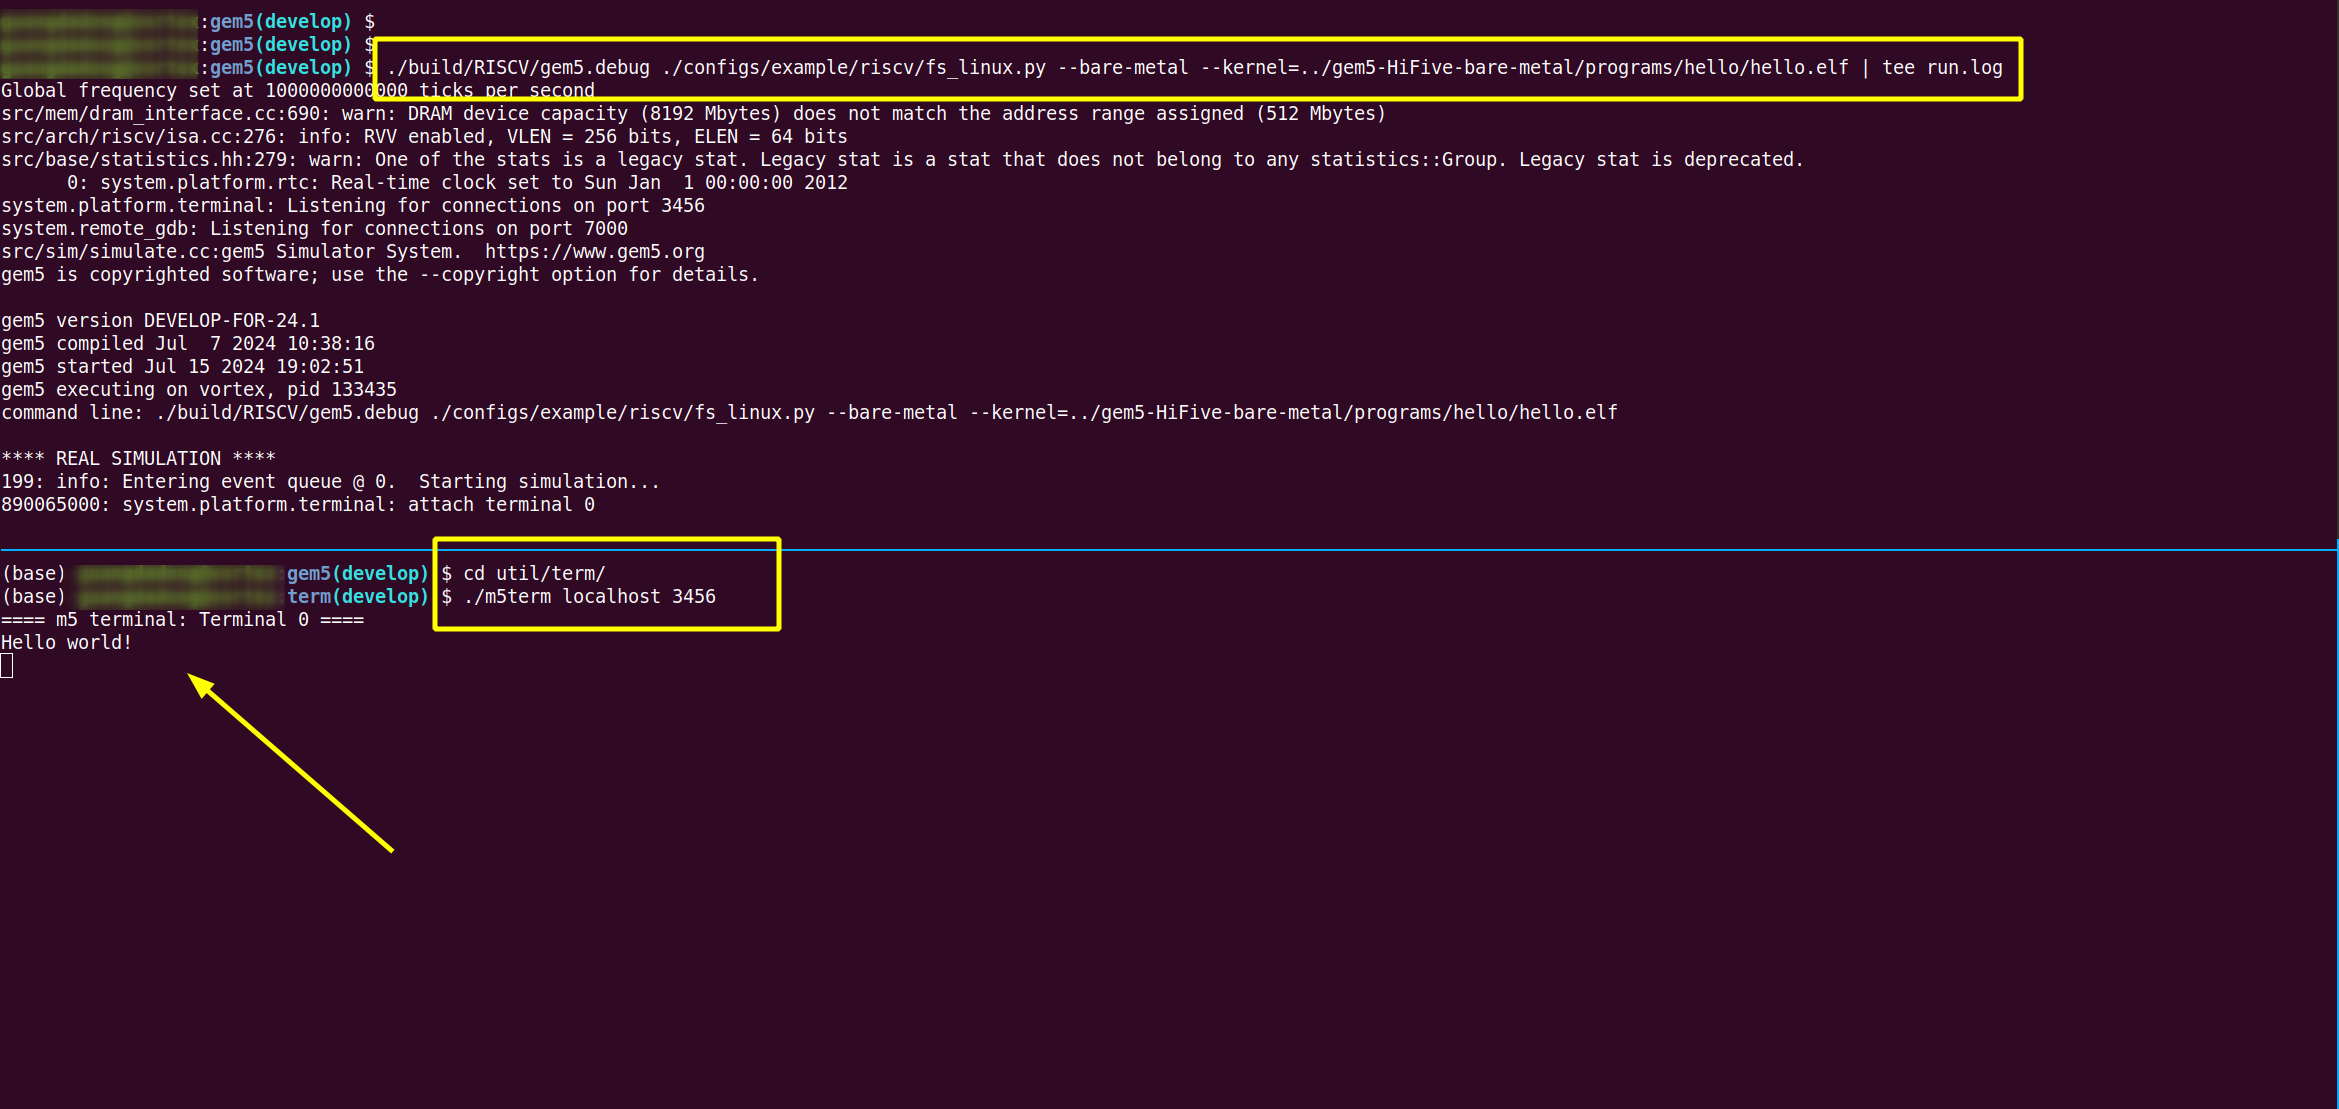 :gem5(develop) $
:gem5(develop) $
:gem5(develop) $ ./build/RISCV/gem5.debug ./configs/example/riscv/fs_linux.py --bare-metal --kernel=../gem5-HiFive-bare-metal/programs/hello/hello.elf | tee run.log
Global frequency set at 1000000000000 ticks per second
src/mem/dram_interface.cc:690: warn: DRAM device capacity (8192 Mbytes) does not match the address range assigned (512 Mbytes)
src/arch/riscv/isa.cc:276: info: RVV enabled, VLEN = 256 bits, ELEN = 64 bits
src/base/statistics.hh:279: warn: One of the stats is a legacy stat. Legacy stat is a stat that does not belong to any statistics::Group. Legacy stat is deprecated.
      0: system.platform.rtc: Real-time clock set to Sun Jan  1 00:00:00 2012
system.platform.terminal: Listening for connections on port 3456
system.remote_gdb: Listening for connections on port 7000
src/sim/simulate.cc:gem5 Simulator System.  https://www.gem5.org
gem5 is copyrighted software; use the --copyright option for details.
gem5 version DEVELOP-FOR-24.1
gem5 compiled Jul  7 2024 10:38:16
gem5 started Jul 15 2024 19:02:51
gem5 executing on vortex, pid 133435
command line: ./build/RISCV/gem5.debug ./configs/example/riscv/fs_linux.py --bare-metal --kernel=../gem5-HiFive-bare-metal/programs/hello/hello.elf
**** REAL SIMULATION ****
199: info: Entering event queue @ 0.  Starting simulation...
890065000: system.platform.terminal: attach terminal 0
(base) gem5(develop) $ cd util/term/
(base) term(develop) $ ./m5term localhost 3456
==== m5 terminal: Terminal 0 ====
Hello world!